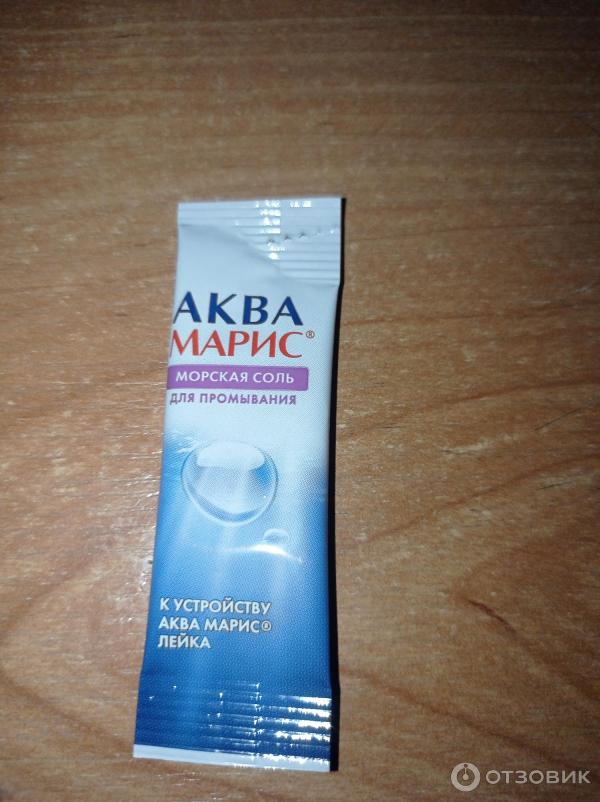 АКВА
МАРИС®
МОРСКАЯ СОЛЬ
ДЛЯ ПРОМЫВАНИЯ
К УСТРОЙСТВУ
АКВА МАРИС®
ЛЕЙКА
ОТЗОВИК